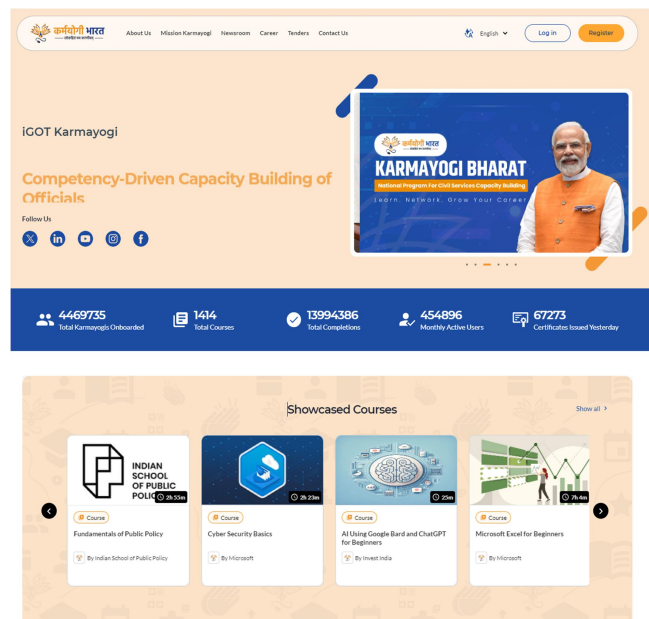 कर्मयोगी भारत
लोकहितं मम करणीयम्
About Us Mission Karmayogi Newsroom Career Tenders Contact Us
English
Log in
Register
iGOT Karmayogi
Competency-Driven Capacity Building of
Officials
Follow Us
कर्मयोगी भारत
KARMAYOGI BHARAT
National Program For Civil Services Capacity Building
Learn. Network. Grow Your Career
4469735
Total Karmayogis Onboarded
1414
Total Courses
13994386
Total Completions
454896
Monthly Active Users
67273
Certificates Issued Yesterday
Showcased Courses
Show all >
INDIAN
SCHOOL
OF PUBLIC
POLIC
2h 55m
Course
Fundamentals of Public Policy
By Indian School of Public Policy
2h 23m
Course
Cyber Security Basics
By Microsoft
25m
Course
AI Using Google Bard and ChatGPT
for Beginners
By Invest India
7h 4m
Course
Microsoft Excel for Beginners
By Microsoft